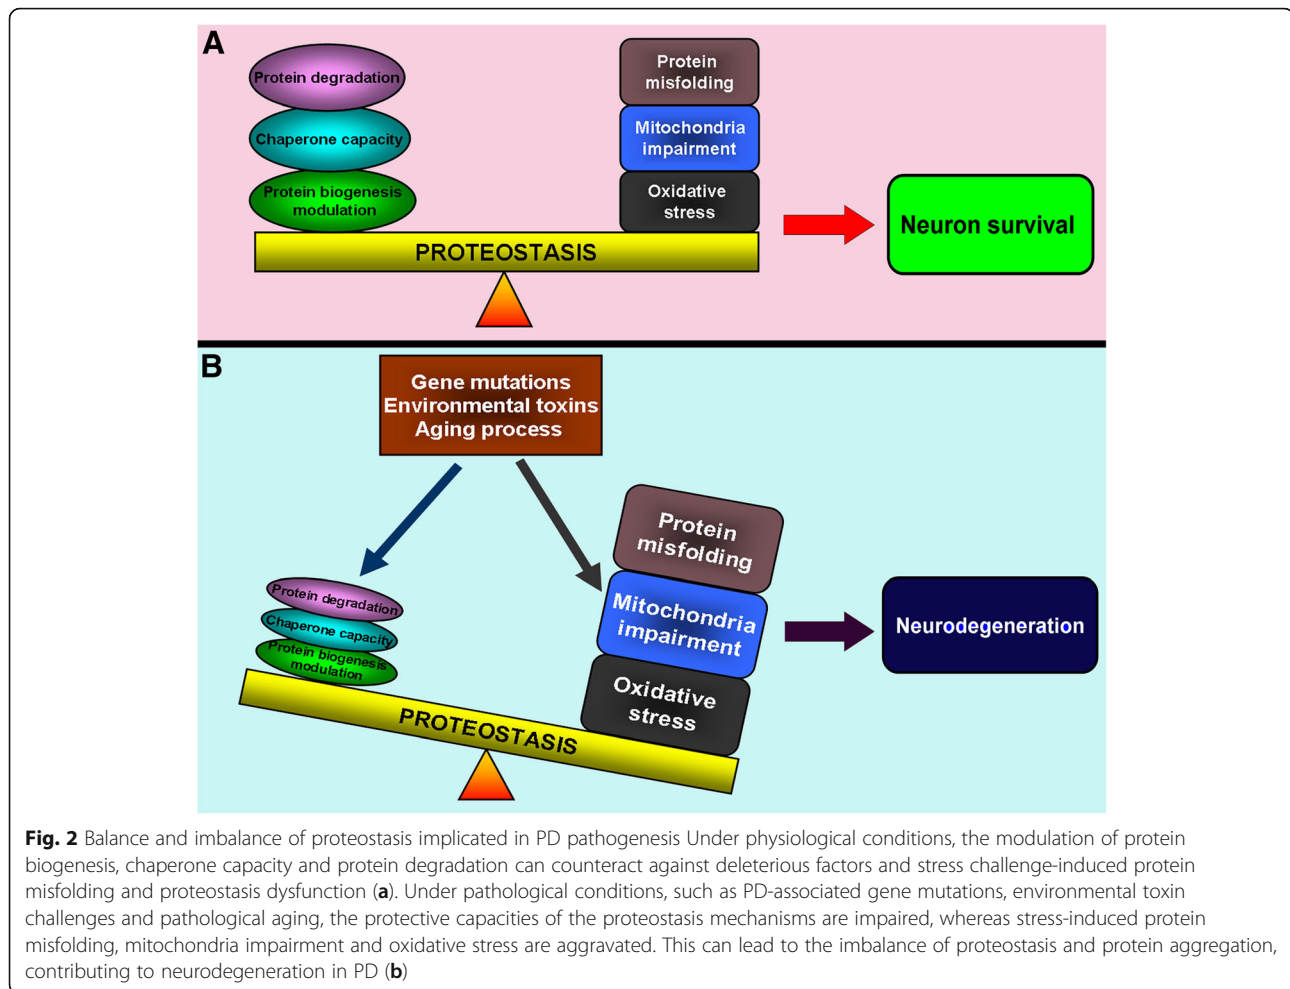 A
Protein degradation
Chaperone capacity
Protein biogenesis
modulation
Protein
misfolding
Mitochondria
impairment
Oxidative
stress
PROTEOSTASIS
Neuron survival
B
Gene mutations
Environmental toxins
Aging process
Protein degradation
Chaperone capacity
Protein biogenesis
modulation
Protein
misfolding
Mitochondria
impairment
Oxidative
stress
PROTEOSTASIS
Neurodegeneration
Fig. 2 Balance and imbalance of proteostasis implicated in PD pathogenesis Under physiological conditions, the modulation of protein
biogenesis, chaperone capacity and protein degradation can counteract against deleterious factors and stress challenge-induced protein
misfolding and proteostasis dysfunction (a). Under pathological conditions, such as PD-associated gene mutations, environmental toxin
challenges and pathological aging, the protective capacities of the proteostasis mechanisms are impaired, whereas stress-induced protein
misfolding, mitochondria impairment and oxidative stress are aggravated. This can lead to the imbalance of proteostasis and protein aggregation,
contributing to neurodegeneration in PD (b)